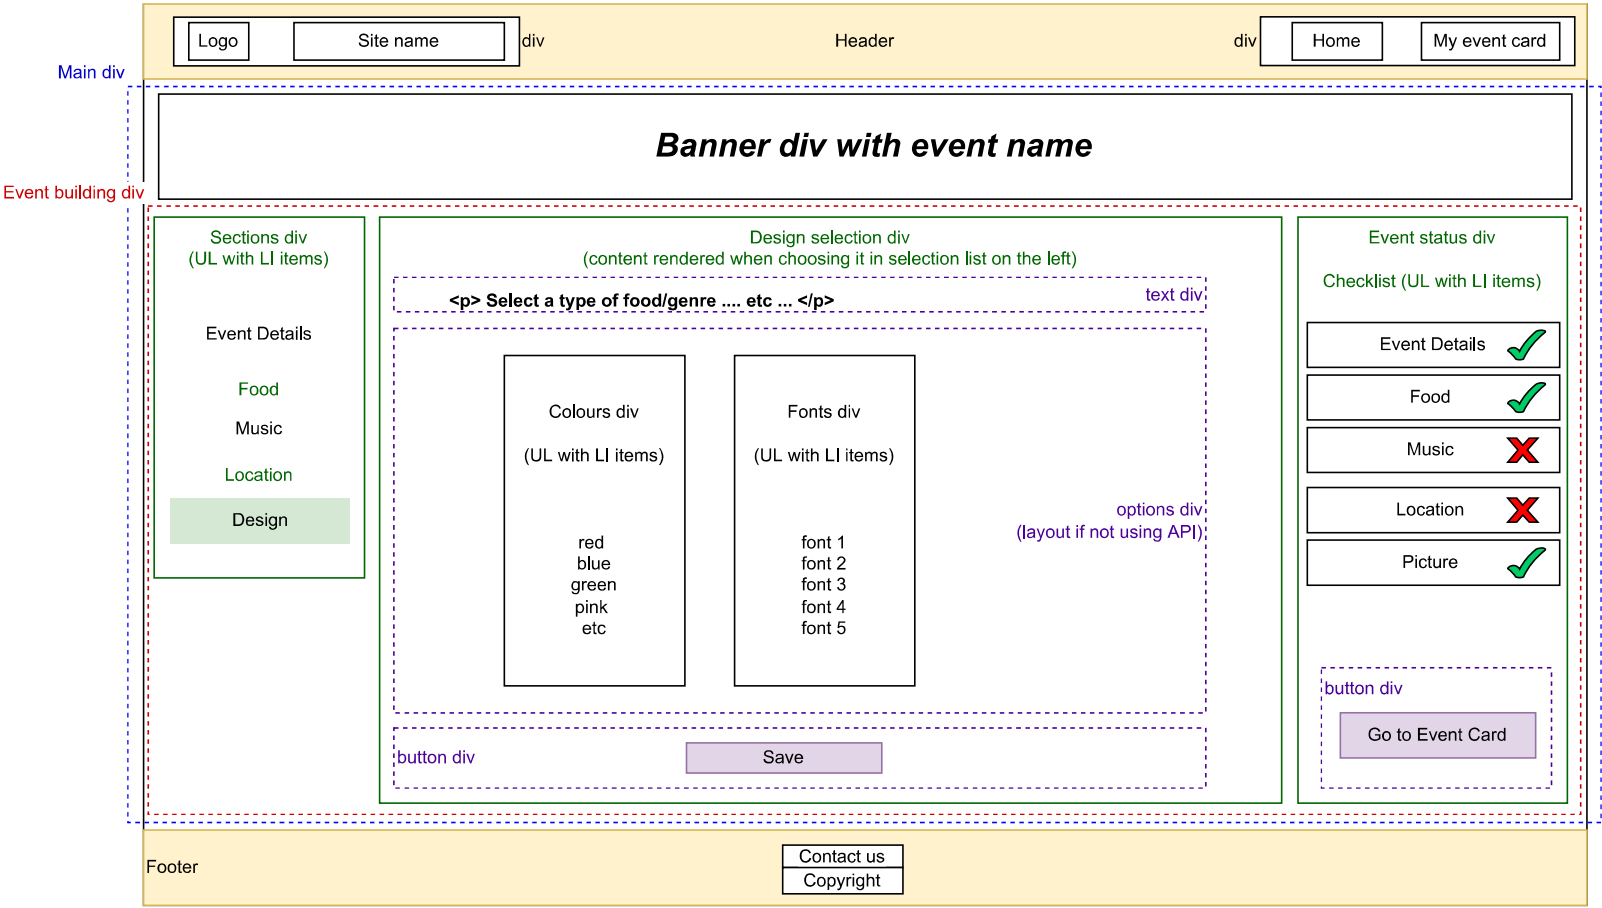 Logo
Site name
div
Header
div
Home
My event card
Main div
Banner div with event name
Event building div
Sections div
(UL with LI items)
Event Details
Food
Music
Location
Design
Design selection div
(content rendered when choosing it in selection list on the left)
<p> Select a type of food/genre .... etc ... </p>
text div
Colours div
(UL with LI items)
red
blue
green
pink
etc
Fonts div
(UL with LI items)
font 1
font 2
font 3
font 4
font 5
options div
(layout if not using API)
button div
Save
Event status div
Checklist (UL with LI items)
Event Details
Food
Music
Location
Picture
button div
Go to Event Card
Footer
Contact us
Copyright